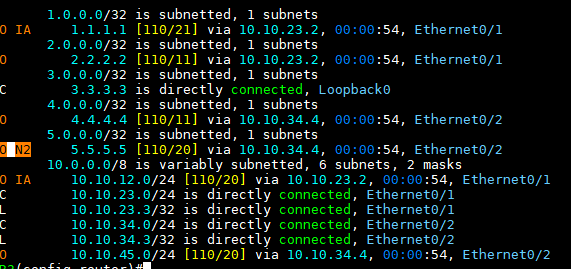 1.0.0.0/32 is subnetted, 1 subnets
O IA 1.1.1.1 [110/21] via 10.10.23.2, 00:00:54, Ethernet0/1
2.0.0.0/32 is subnetted, 1 subnets
O 2.2.2.2 [110/11] via 10.10.23.2, 00:00:54, Ethernet0/1
3.0.0.0/32 is subnetted, 1 subnets
C 3.3.3.3 is directly connected, Loopback0
4.0.0.0/32 is subnetted, 1 subnets
O 4.4.4.4 [110/11] via 10.10.34.4, 00:00:54, Ethernet0/2
5.0.0.0/32 is subnetted, 1 subnets
O N2 5.5.5.5 [110/20] via 10.10.34.4, 00:00:54, Ethernet0/2
10.0.0.0/8 is variably subnetted, 6 subnets, 2 masks
O IA 10.10.12.0/24 [110/20] via 10.10.23.2, 00:00:54, Ethernet0/1
C 10.10.23.0/24 is directly connected, Ethernet0/1
L 10.10.23.3/32 is directly connected, Ethernet0/1
C 10.10.34.0/24 is directly connected, Ethernet0/2
L 10.10.34.3/32 is directly connected, Ethernet0/2
O 10.10.45.0/24 [110/20] via 10.10.34.4, 00:00:54, Ethernet0/2
R3(config-router)#